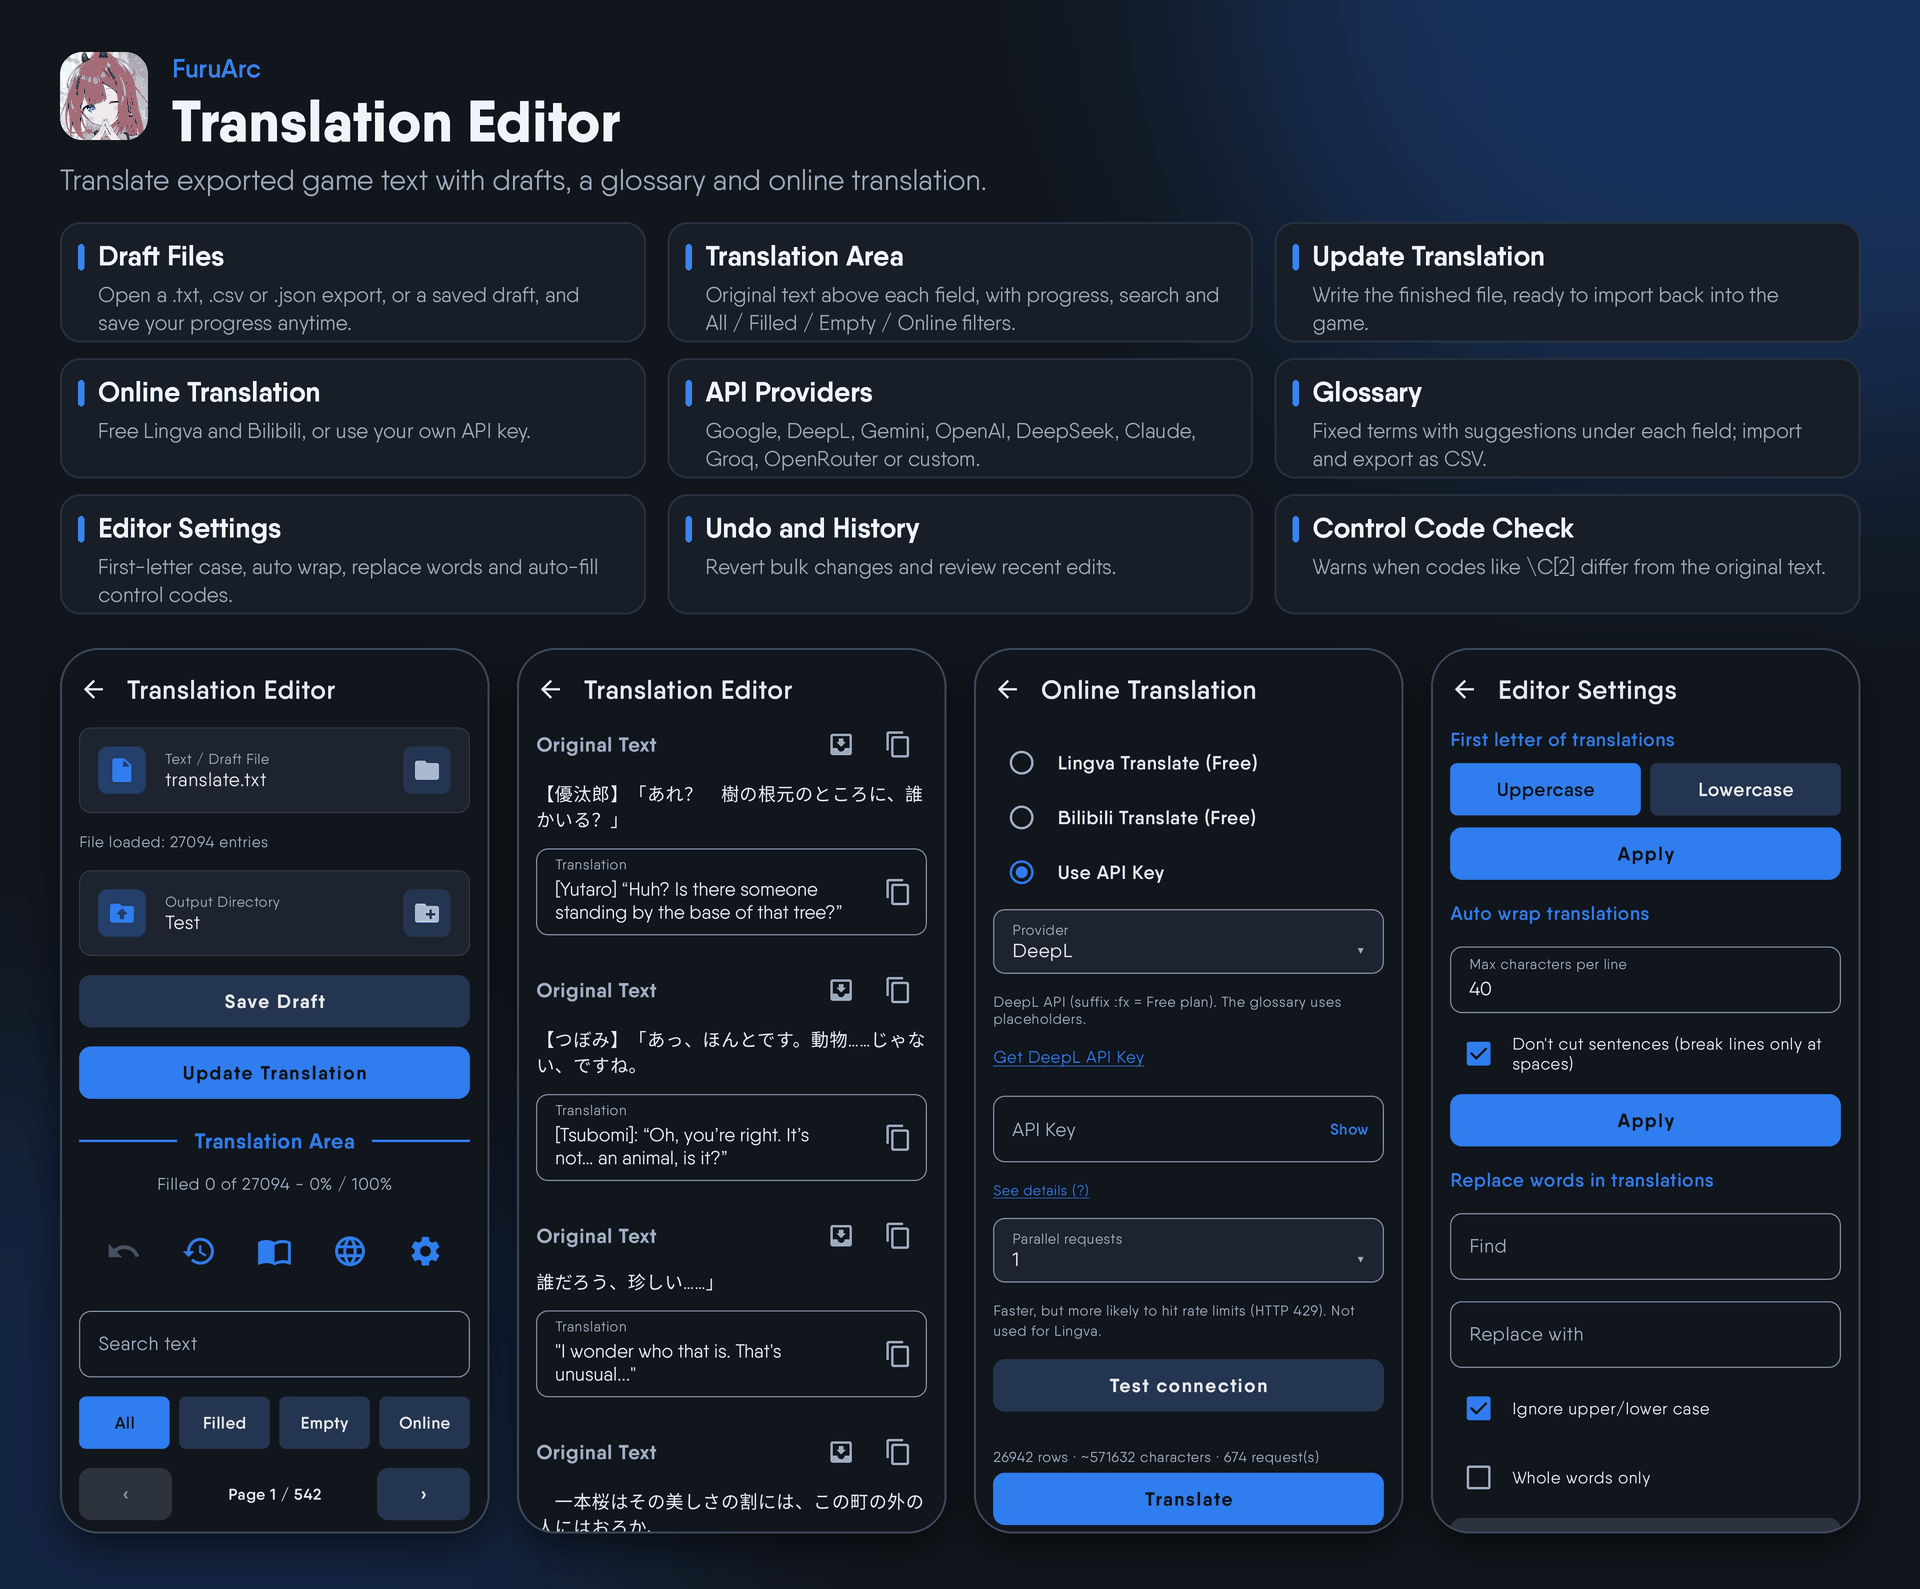 FuruArc
Translation Editor
Translate exported game text with drafts, a glossary and online translation.
Draft Files
Open a .txt, .csv or .json export, or a saved draft, and
save your progress anytime.
Translation Area
Original text above each field, with progress, search and
All / Filled / Empty / Online filters.
Update Translation
Write the finished file, ready to import back into the
game.
Online Translation
Free Lingva and Bilibili, or use your own API key.
API Providers
Google, DeepL, Gemini, OpenAI, DeepSeek, Claude,
Groq, OpenRouter or custom.
Glossary
Fixed terms with suggestions under each field; import
and export as CSV.
Editor Settings
First-letter case, auto wrap, replace words and auto-fill
control codes.
Undo and History
Revert bulk changes and review recent edits.
Control Code Check
Warns when codes like \C[2] differ from the original text.
Translation Editor
Text / Draft File
translate.txt
File loaded: 27094 entries
Output Directory
Test
Save Draft
Update Translation
Translation Area
Filled 0 of 27094 - 0% / 100%
Search text
All
Filled
Empty
Online
‹
Page 1 / 542
›
Translation Editor
Original Text
【優汰郎】「あれ？　樹の根元のところに、誰
かいる？」
Translation
[Yutaro] “Huh? Is there someone
standing by the base of that tree?”
Original Text
【つぼみ】「あっ、ほんとです。動物……じゃな
い、ですね。
Translation
[Tsubomi]: “Oh, you’re right. It’s
not... an animal, is it?”
Original Text
誰だろう、珍しい……」
Translation
"I wonder who that is. That's
unusual..."
Original Text
一本桜はその美しさの割には、この町の外の
人にはおろか、
Online Translation
Lingva Translate (Free)
Bilibili Translate (Free)
Use API Key
Provider
DeepL
DeepL API (suffix :fx = Free plan). The glossary uses
placeholders.
Get DeepL API Key
API Key
Show
See details (?)
Parallel requests
1
Faster, but more likely to hit rate limits (HTTP 429). Not
used for Lingva.
Test connection
26942 rows · ~571632 characters · 674 request(s)
Translate
Editor Settings
First letter of translations
Uppercase
Lowercase
Apply
Auto wrap translations
Max characters per line
40
Don't cut sentences (break lines only at
spaces)
Apply
Replace words in translations
Find
Replace with
Ignore upper/lower case
Whole words only